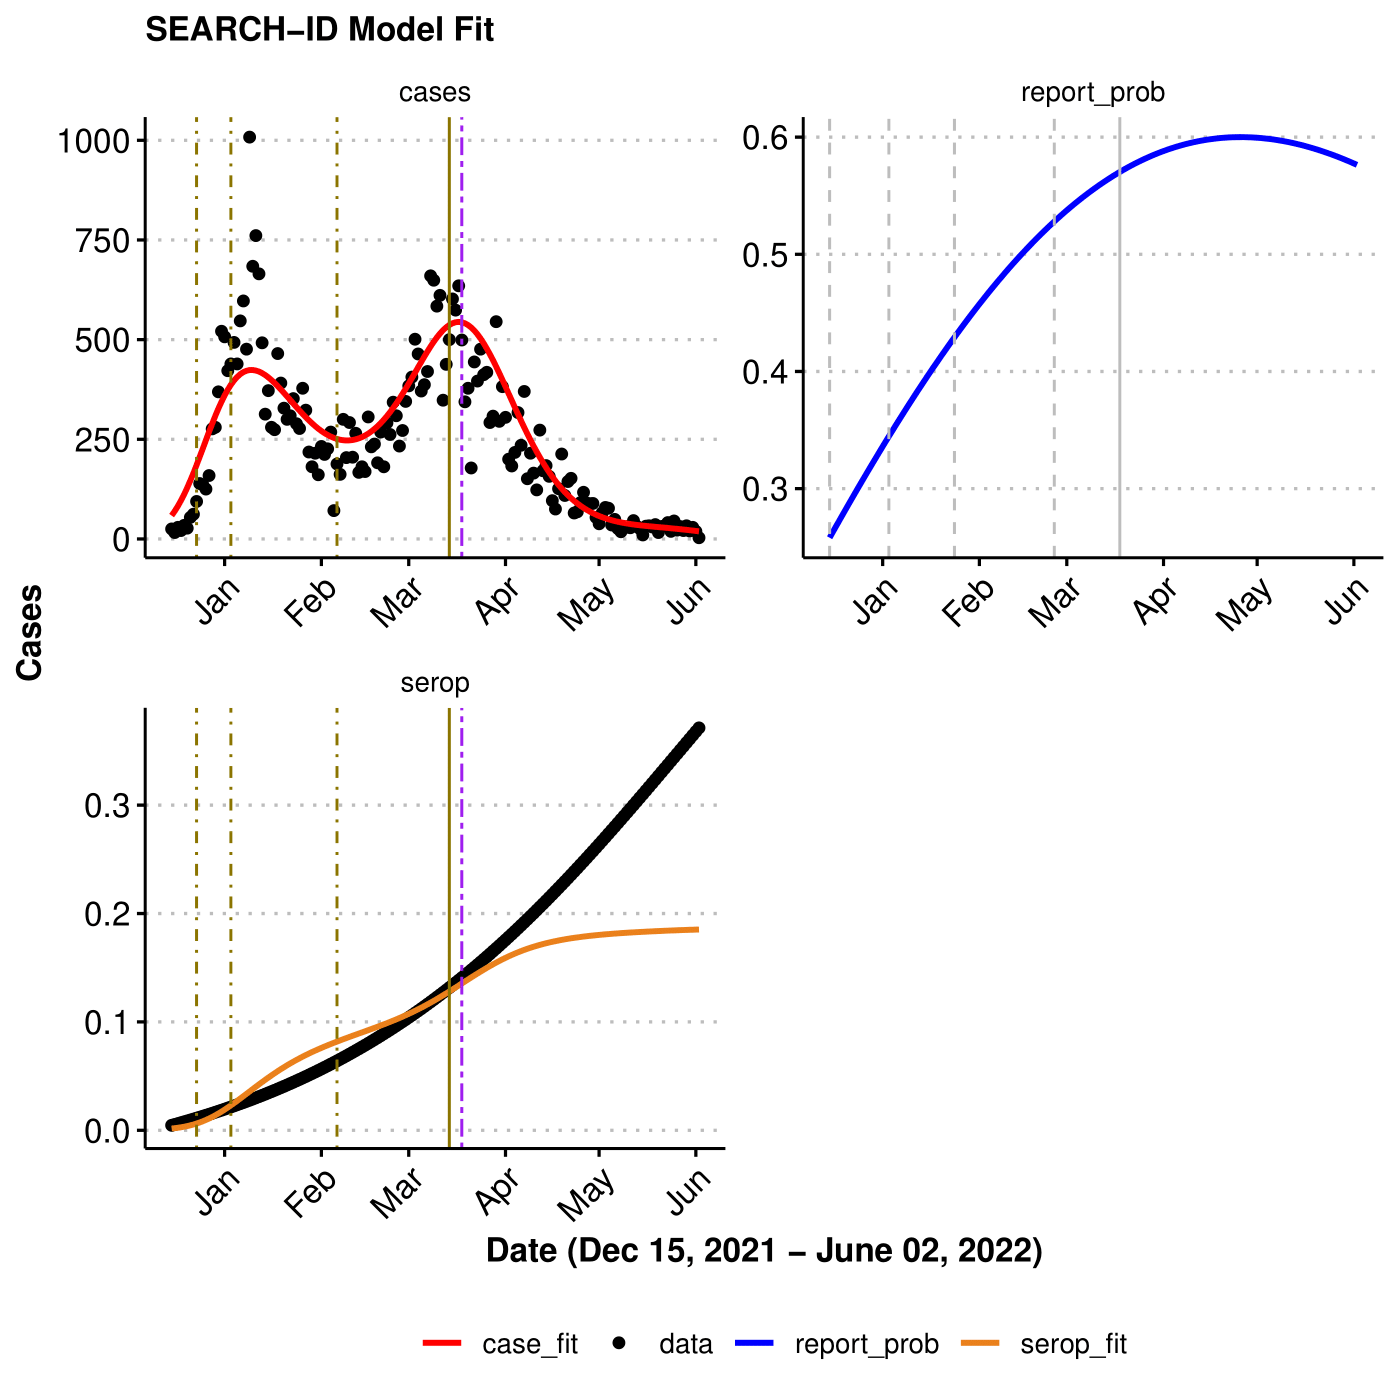 SEARCH−ID Model Fit
cases
report_prob
1000
750
500
250
0
0.6
0.5
0.4
0.3
Jan Feb Mar Apr May Jun
Jan Feb Mar Apr May Jun
Cases
serop
0.3
0.2
0.1
0.0
Jan Feb Mar Apr May Jun
Date (Dec 15, 2021 − June 02, 2022)
case_fit data report_prob serop_fit